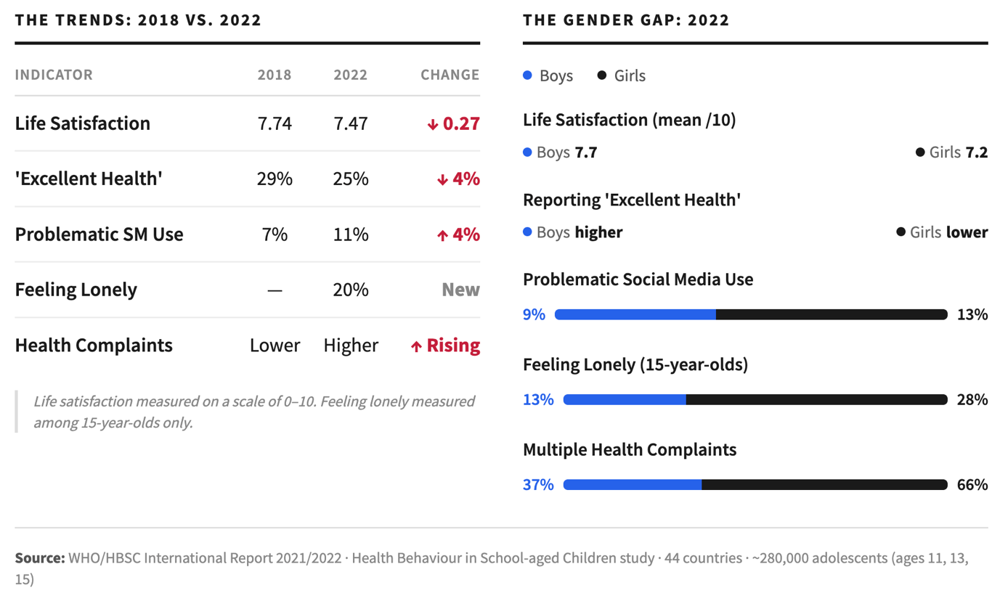 THE TRENDS: 2018 VS. 2022
INDICATOR 2018 2022 CHANGE
Life Satisfaction 7.74 7.47 ↓ 0.27
'Excellent Health' 29% 25% ↓ 4%
Problematic SM Use 7% 11% ↑ 4%
Feeling Lonely — 20% New
Health Complaints Lower Higher ↑ Rising
Life satisfaction measured on a scale of 0–10. Feeling lonely measured
among 15-year-olds only.
THE GENDER GAP: 2022
Boys Girls
Life Satisfaction (mean /10)
Boys 7.7 Girls 7.2
Reporting 'Excellent Health'
Boys higher Girls lower
Problematic Social Media Use
9% 13%
Feeling Lonely (15-year-olds)
13% 28%
Multiple Health Complaints
37% 66%
Source: WHO/HBSC International Report 2021/2022 · Health Behaviour in School-aged Children study · 44 countries · ~280,000 adolescents (ages 11, 13,
15)